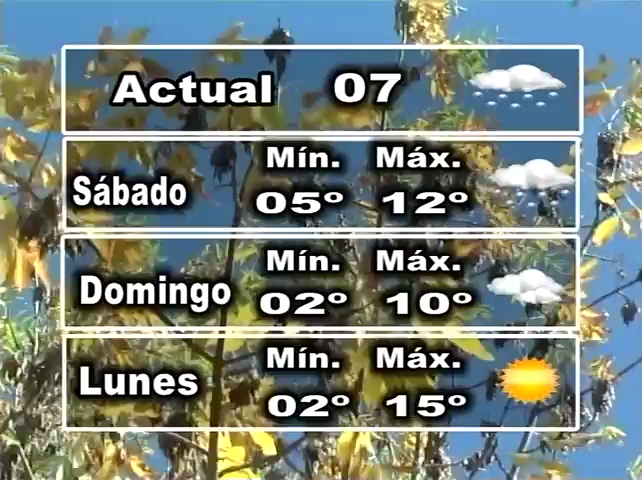 Actual 07
Mín. Máx.
Sábado 05º 12º
Mín. Máx.
Domingo 02º 10º
Mín. Máx.
Lunes 02º 15º